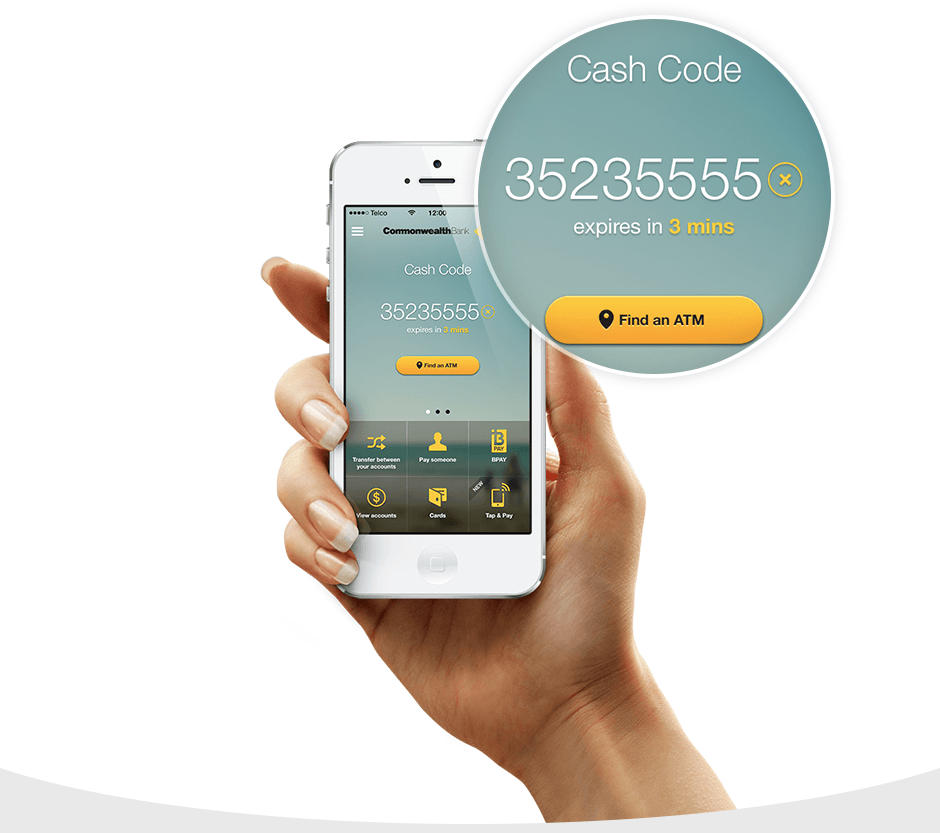 Cash Code
35235555
expires in 3 mins
Find an ATM
Telco 12:00
CommonwealthBank
Cash Code
35235555
expires in 3 mins
Find an ATM
Transfer between
your accounts
Pay someone
B
PAY
BPAY
NEW
$
View accounts
Cards
Tap & Pay